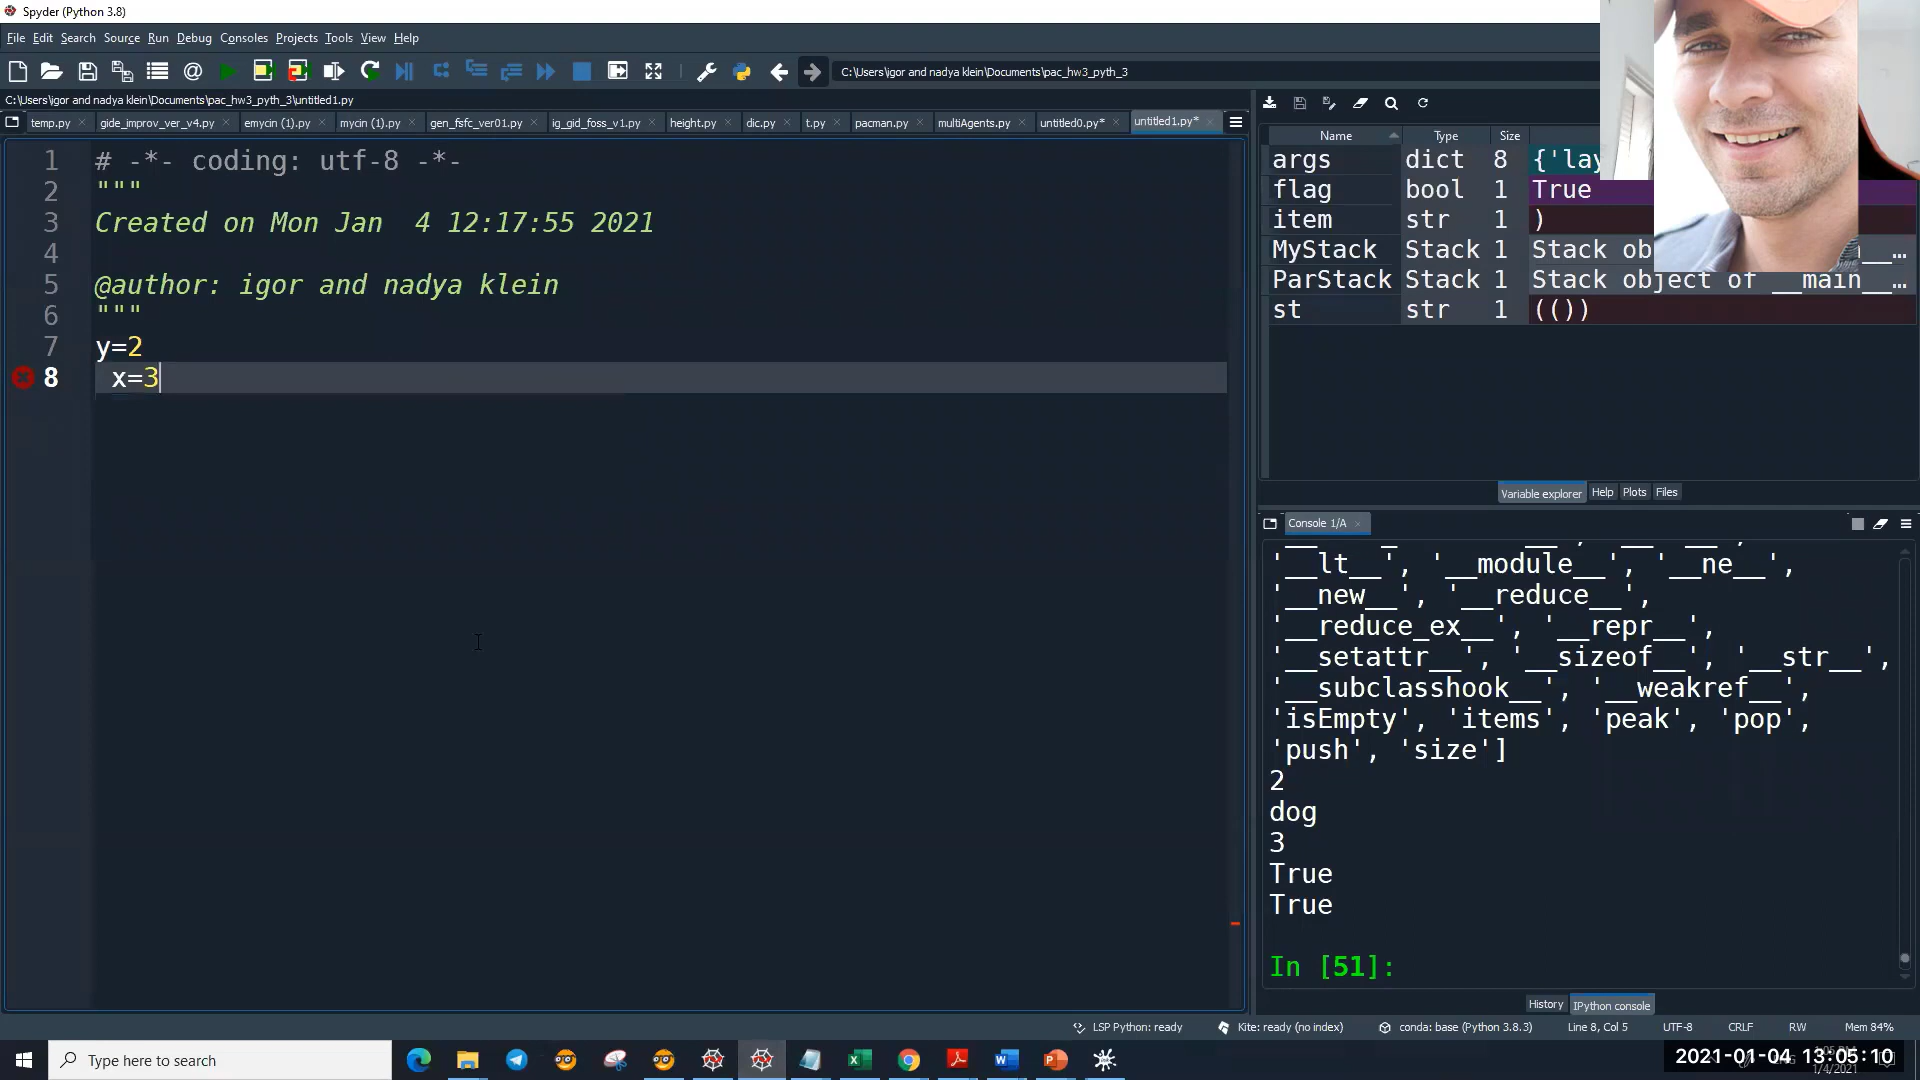 Spyder (Python 3.8)
File Edit Search Source Run Debug Consoles Projects Tools View Help
C:\Users\igor and nadya klein\Documents\pac_hw3_pyth_3
C:\Users\igor and nadya klein\Documents\pac_hw3_pyth_3\untitled1.py
temp.py gide_improv_ver_v4.py emycin (1).py mycin (1).py gen_fsfc_ver01.py ig_gid_foss_v1.py height.py dic.py t.py pacman.py multiAgents.py untitled0.py* untitled1.py*
1 # -*- coding: utf-8 -*-
2 """
3 Created on Mon Jan  4 12:17:55 2021
4
5 @author: igor and nadya klein
6 """
7 y=2
8  x=3
Name Type Size
args dict 8 {'lay
flag bool 1 True
item str 1 )
MyStack Stack 1 Stack ob __…
ParStack Stack 1 Stack object of __main__…
st str 1 (())
Variable explorer Help Plots Files
Console 1/A
'__lt__', '__module__', '__ne__',
'__new__', '__reduce__',
'__reduce_ex__', '__repr__',
'__setattr__', '__sizeof__', '__str__',
'__subclasshook__', '__weakref__',
'isEmpty', 'items', 'peak', 'pop',
'push', 'size']
2
dog
3
True
True
In [51]:
History IPython console
LSP Python: ready Kite: ready (no index) conda: base (Python 3.8.3) Line 8, Col 5 UTF-8 CRLF RW Mem 84%
Type here to search
2021-01-04 13:05:10
1/4/2021